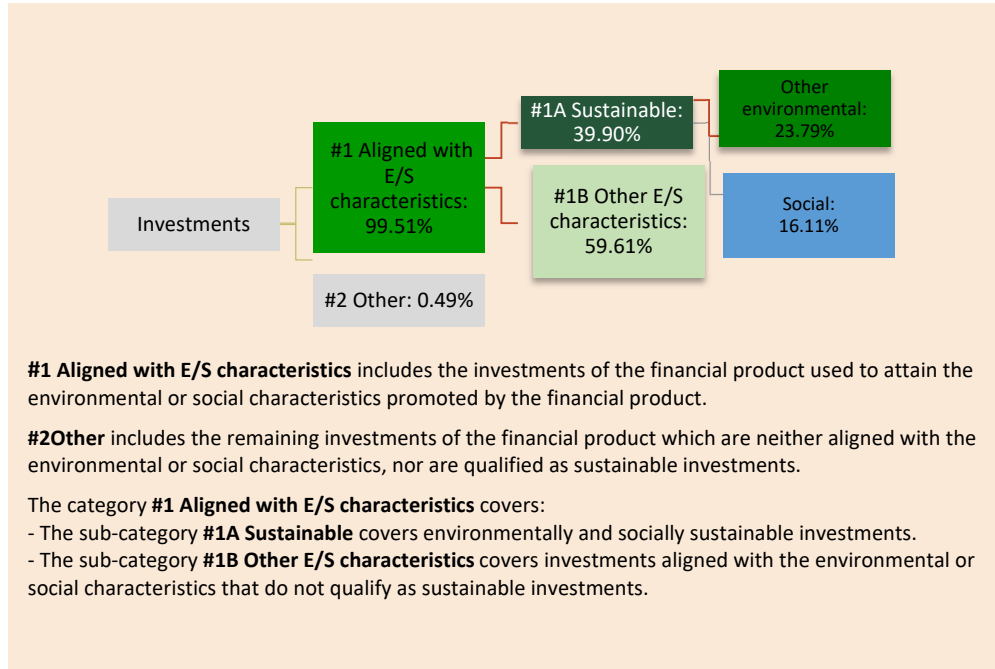 Investments
#1 Aligned with
E/S
characteristics:
99.51%
#2 Other: 0.49%
#1A Sustainable:
39.90%
#1B Other E/S
characteristics:
59.61%
Other
environmental:
23.79%
Social:
16.11%
#1 Aligned with E/S characteristics includes the investments of the financial product used to attain the
environmental or social characteristics promoted by the financial product.
#2Other includes the remaining investments of the financial product which are neither aligned with the
environmental or social characteristics, nor are qualified as sustainable investments.
The category #1 Aligned with E/S characteristics covers:
- The sub-category #1A Sustainable covers environmentally and socially sustainable investments.
- The sub-category #1B Other E/S characteristics covers investments aligned with the environmental or
social characteristics that do not qualify as sustainable investments.